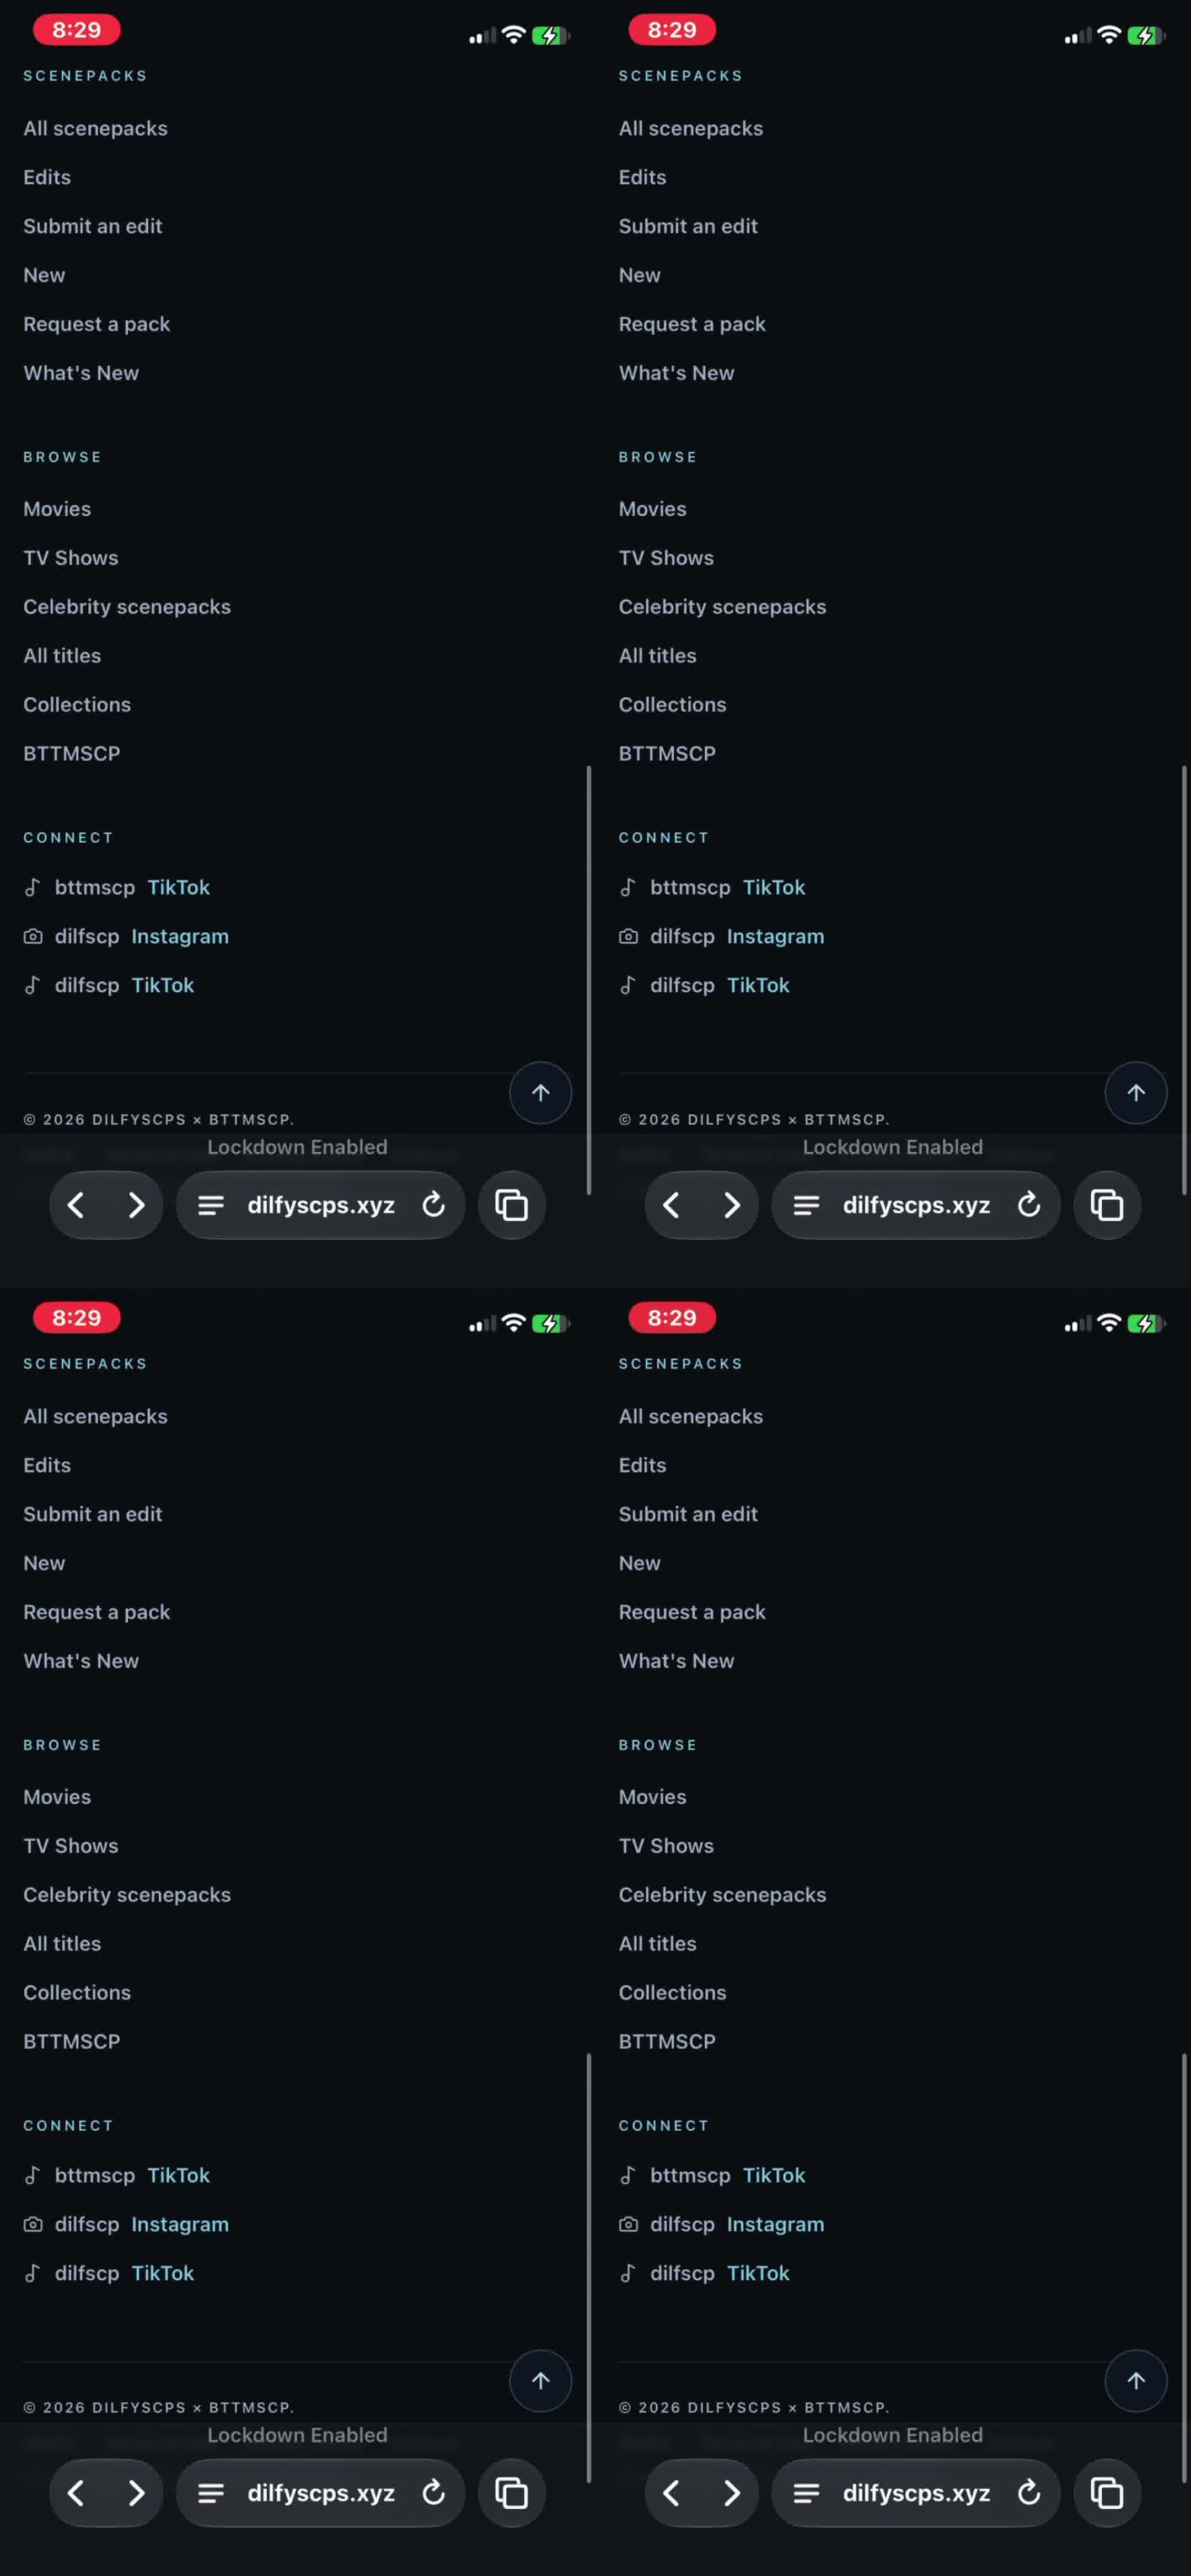 8:29
SCENEPACKS
All scenepacks
Edits
Submit an edit
New
Request a pack
What's New
BROWSE
Movies
TV Shows
Celebrity scenepacks
All titles
Collections
BTTMSCP
CONNECT
bttmscp TikTok
dilfscp Instagram
dilfscp TikTok
© 2026 DILFYSCPS × BTTMSCP.
Lockdown Enabled
dilfyscps.xyz
8:29
SCENEPACKS
All scenepacks
Edits
Submit an edit
New
Request a pack
What's New
BROWSE
Movies
TV Shows
Celebrity scenepacks
All titles
Collections
BTTMSCP
CONNECT
bttmscp TikTok
dilfscp Instagram
dilfscp TikTok
© 2026 DILFYSCPS × BTTMSCP.
Lockdown Enabled
dilfyscps.xyz
8:29
SCENEPACKS
All scenepacks
Edits
Submit an edit
New
Request a pack
What's New
BROWSE
Movies
TV Shows
Celebrity scenepacks
All titles
Collections
BTTMSCP
CONNECT
bttmscp TikTok
dilfscp Instagram
dilfscp TikTok
© 2026 DILFYSCPS × BTTMSCP.
Lockdown Enabled
dilfyscps.xyz
8:29
SCENEPACKS
All scenepacks
Edits
Submit an edit
New
Request a pack
What's New
BROWSE
Movies
TV Shows
Celebrity scenepacks
All titles
Collections
BTTMSCP
CONNECT
bttmscp TikTok
dilfscp Instagram
dilfscp TikTok
© 2026 DILFYSCPS × BTTMSCP.
Lockdown Enabled
dilfyscps.xyz